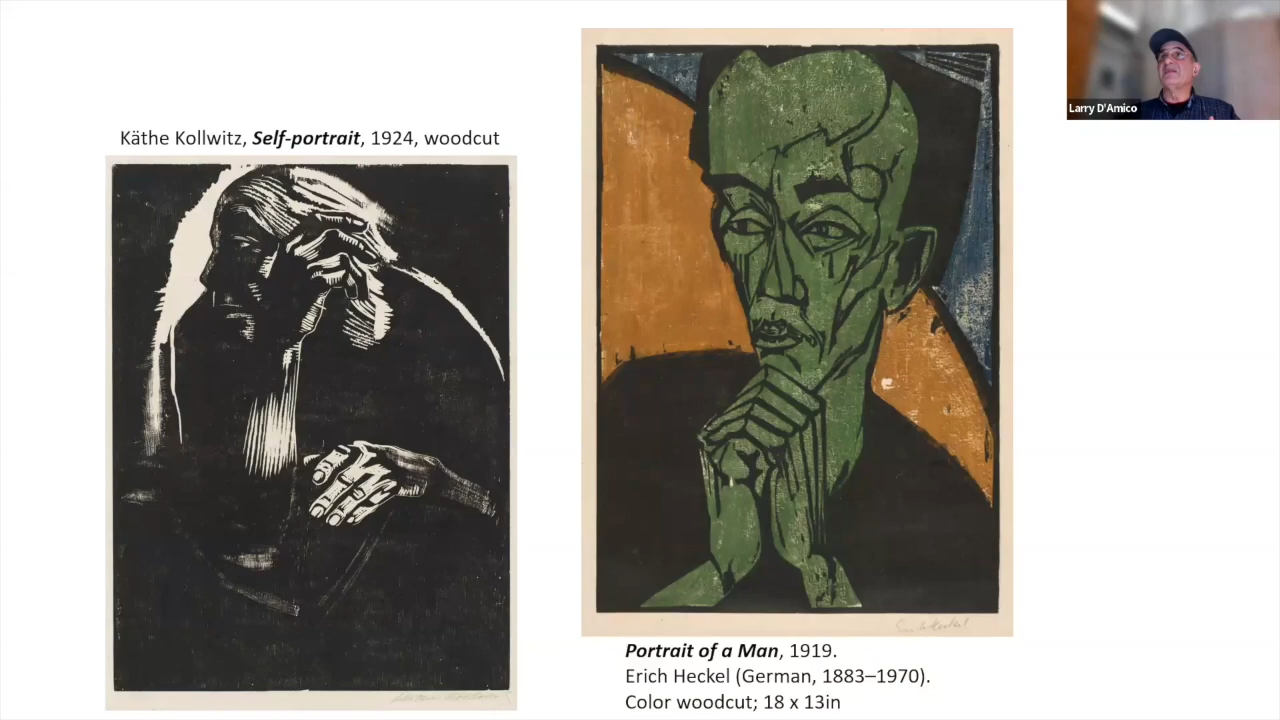 Käthe Kollwitz, Self-portrait, 1924, woodcut
Larry D'Amico
Portrait of a Man, 1919.
Erich Heckel (German, 1883–1970).
Color woodcut; 18 x 13in